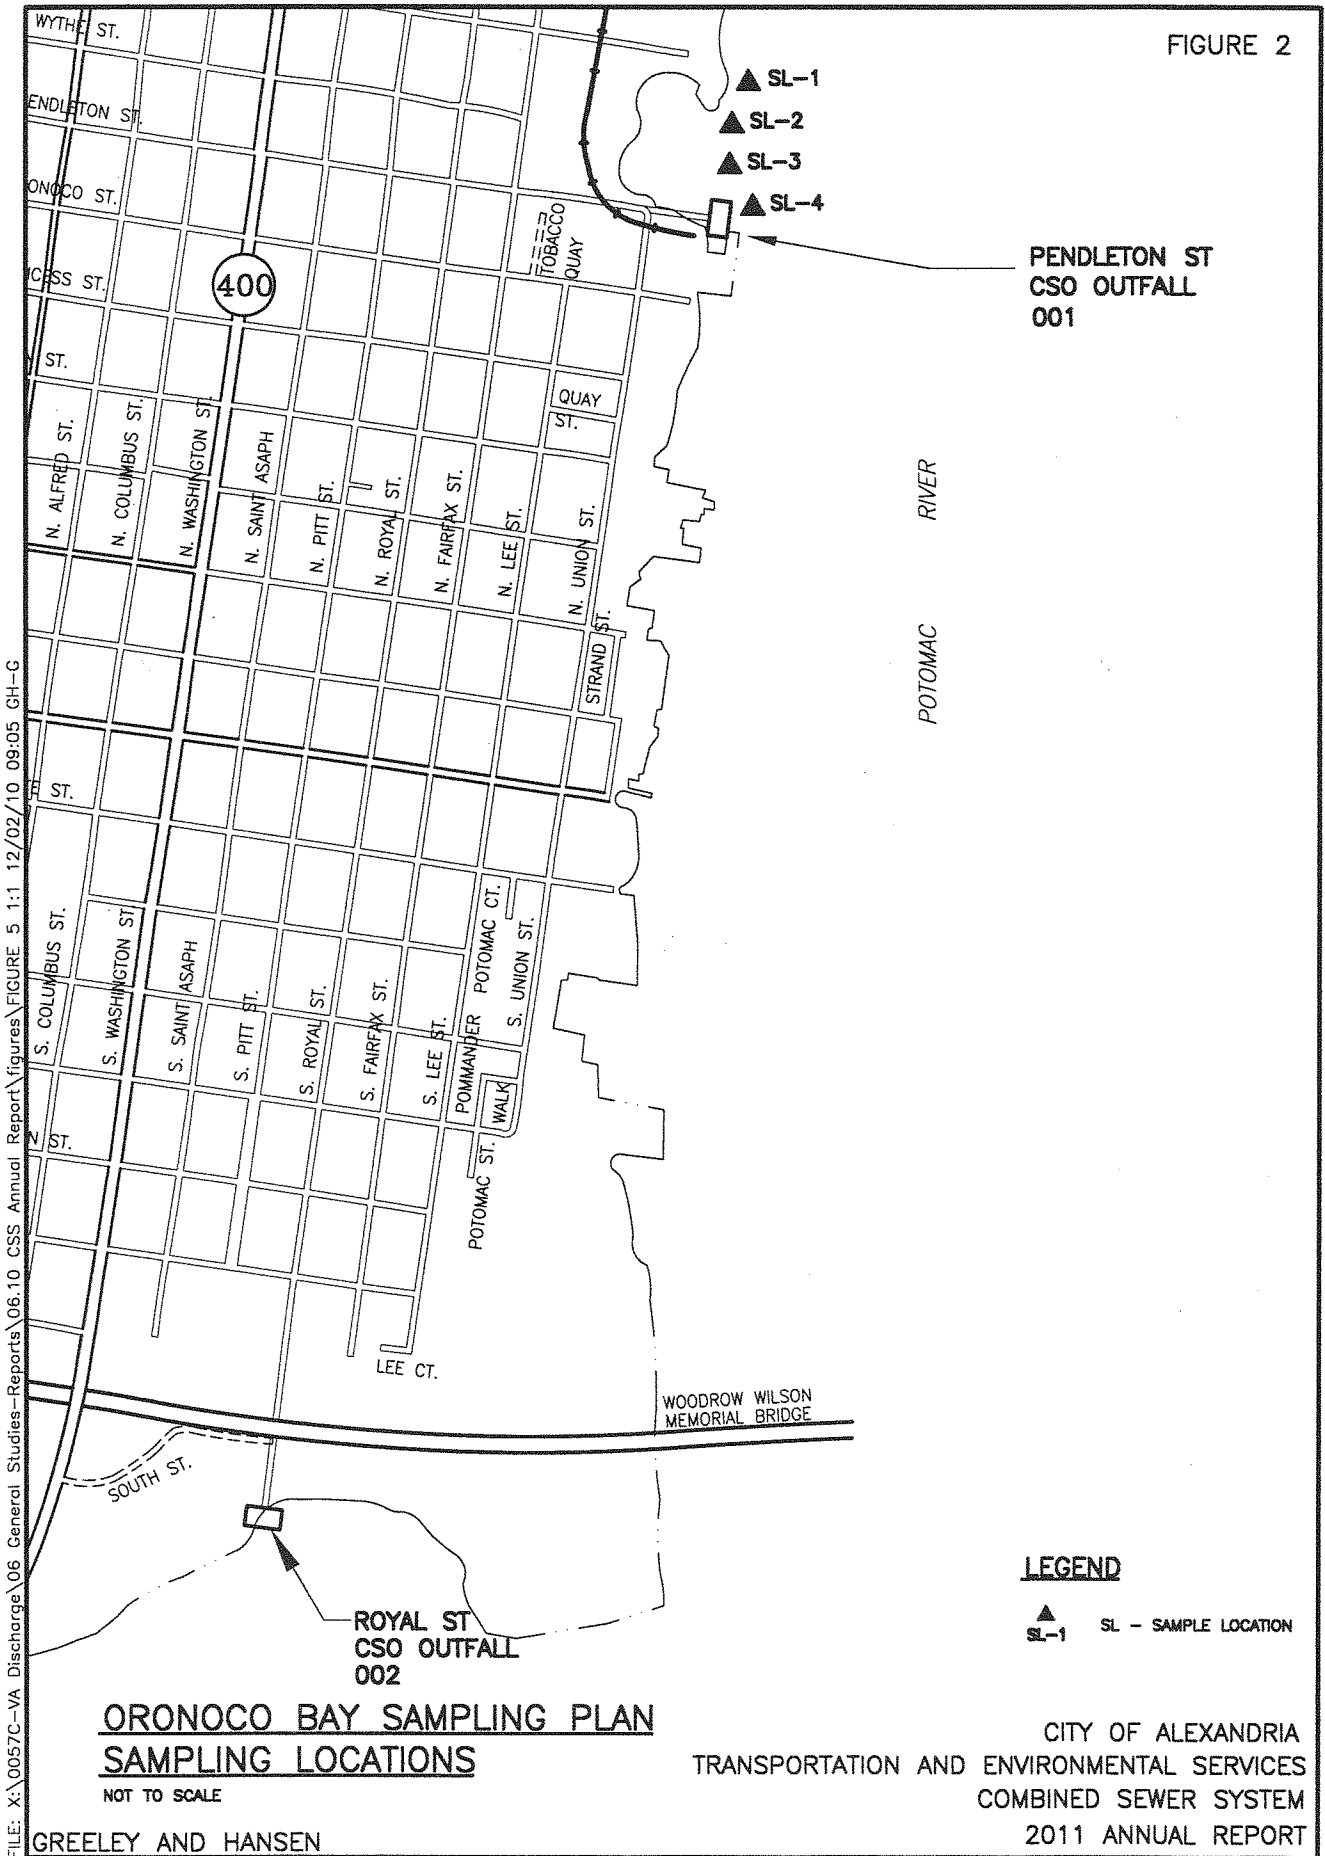 FIGURE 2
WYTHE ST.
ENDLETON ST.
ONOCO ST.
ST.
ST.
400
TOBACCO
QUAY
SL-1
SL-2
SL-3
SL-4
PENDLETON ST
CSO OUTFALL
001
QUAY
ST.
N. ALFRED ST.
N. COLUMBUS ST.
N. WASHINGTON ST.
N. SAINT ASAPH
N. PITT ST.
N. ROYAL ST.
N. FAIRFAX ST.
N. LEE ST.
N. UNION ST.
STRAND ST.
POTOMAC RIVER
ST.
S. COLUMBUS ST.
S. WASHINGTON ST
S. SAINT ASAPH
S. PITT ST.
S. ROYAL ST.
S. FAIRFAX ST.
S. LEE ST.
POMMANDER
WALK
POTOMAC CT.
S. UNION ST.
N ST.
POTOMAC ST.
LEE CT.
WOODROW WILSON
MEMORIAL BRIDGE
SOUTH ST.
ROYAL ST
CSO OUTFALL
002
LEGEND
SL-1 SL - SAMPLE LOCATION
ORONOCO BAY SAMPLING PLAN
SAMPLING LOCATIONS
NOT TO SCALE
GREELEY AND HANSEN
CITY OF ALEXANDRIA
TRANSPORTATION AND ENVIRONMENTAL SERVICES
COMBINED SEWER SYSTEM
2011 ANNUAL REPORT
FILE: X:\0057C-VA Discharge\06 General Studies-Reports\06.10 CSS Annual Report\figures\FIGURE 5 1:1 12/02/10 09:05 GH-G